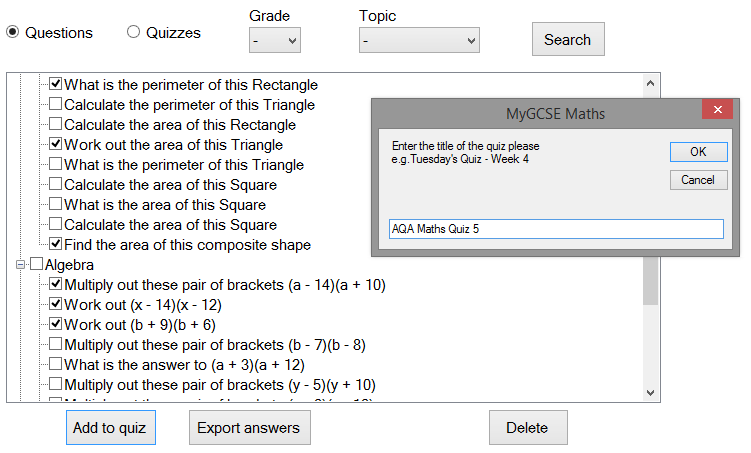 Grade
Topic
Questions
Quizzes
-
-
Search
What is the perimeter of this Rectangle
Calculate the perimeter of this Triangle
Calculate the area of this Rectangle
Work out the area of this Triangle
What is the perimeter of this Triangle
Calculate the area of this Square
What is the area of this Square
Calculate the area of this Square
Find the area of this composite shape
Algebra
Multiply out these pair of brackets (a - 14)(a + 10)
Work out (x - 14)(x - 12)
Work out (b + 9)(b + 6)
Multiply out these pair of brackets (b - 7)(b - 8)
What is the answer to (a + 3)(a + 12)
Multiply out these pair of brackets (y - 5)(y + 10)
MyGCSE Maths
Enter the title of the quiz please
e.g.Tuesday's Quiz - Week 4
OK
Cancel
AQA Maths Quiz 5
Add to quiz
Export answers
Delete